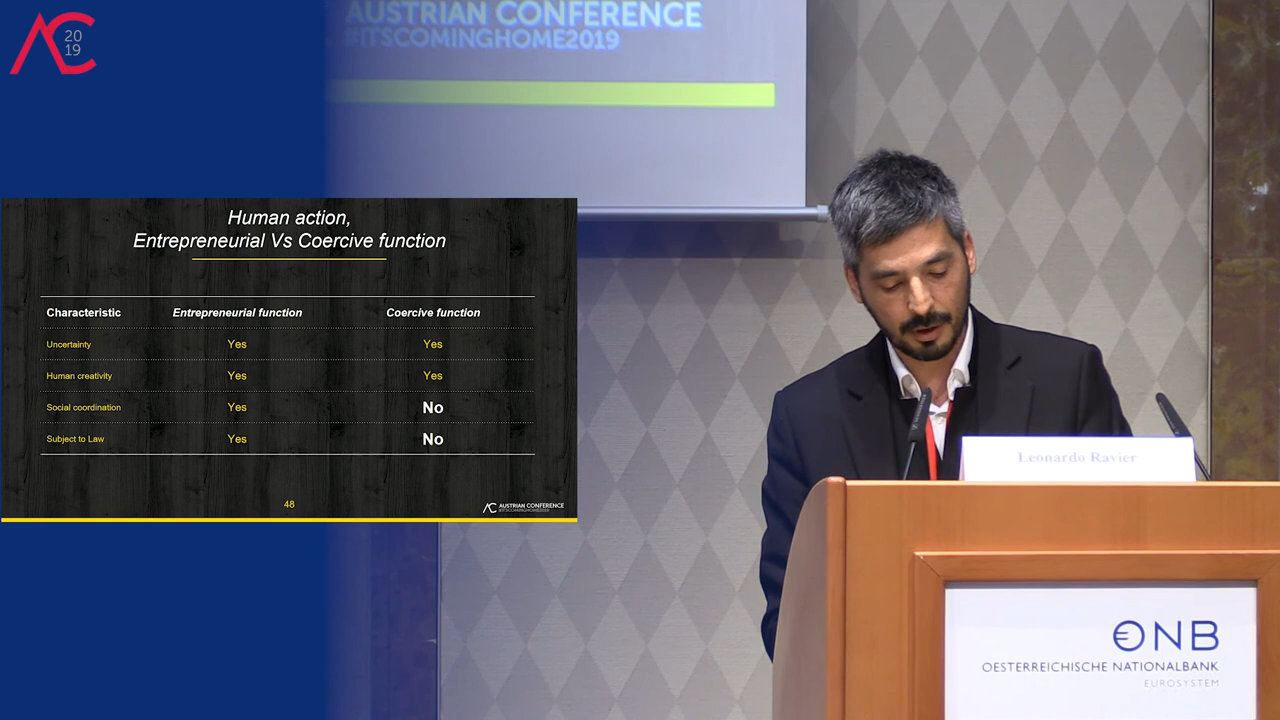 20
19
AUSTRIAN CONFERENCE
#ITSCOMINGHOME2019
Human action,
Entrepreneurial Vs Coercive function
Characteristic Entrepreneurial function Coercive function
Uncertainty Yes Yes
Human creativity Yes Yes
Social coordination Yes No
Subject to Law Yes No
48
AC AUSTRIAN CONFERENCE
#ITSCOMINGHOME2019
Leonardo Ravier
ONB
OESTERREICHISCHE NATIONALBANK
EUROSYSTEM